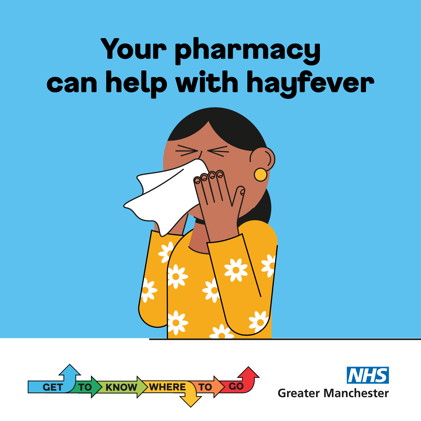 Your pharmacy
can help with hayfever
GET TO KNOW WHERE TO GO
NHS
Greater Manchester